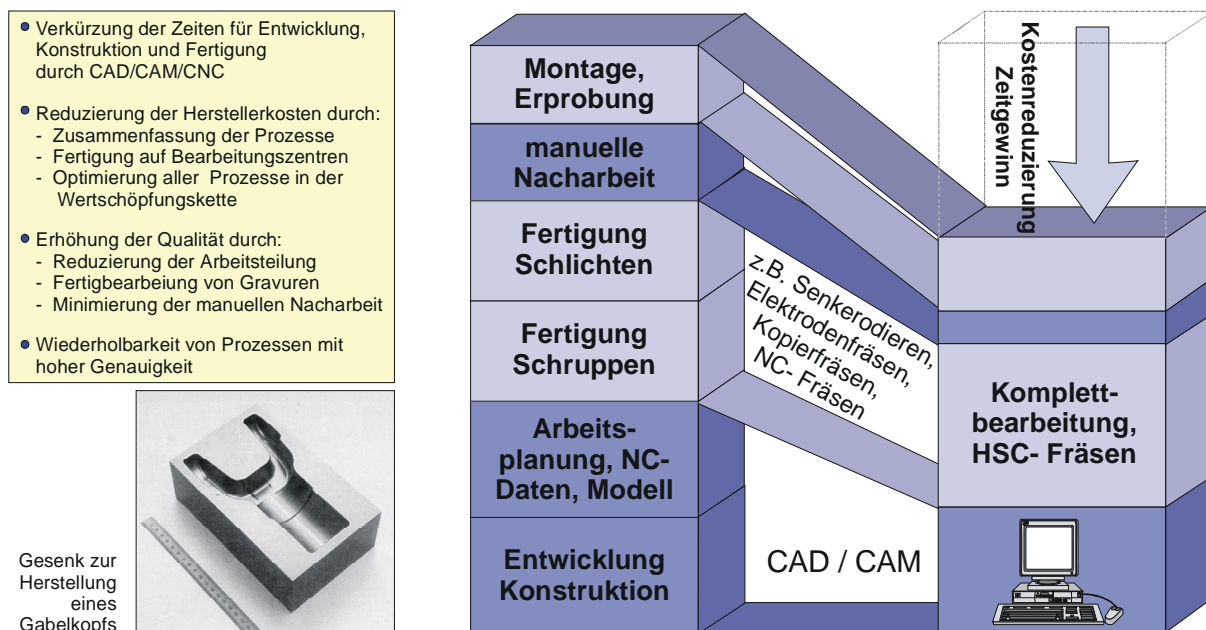 • Verkürzung der Zeiten für Entwicklung,
Konstruktion und Fertigung
durch CAD/CAM/CNC
• Reduzierung der Herstellerkosten durch:
- Zusammenfassung der Prozesse
- Fertigung auf Bearbeitungszentren
- Optimierung aller Prozesse in der
Wertschöpfungskette
• Erhöhung der Qualität durch:
- Reduzierung der Arbeitsteilung
- Fertigbearbeiung von Gravuren
- Minimierung der manuellen Nacharbeit
• Wiederholbarkeit von Prozessen mit
hoher Genauigkeit
Gesenk zur
Herstellung
eines
Gabelkopfs
Montage,
Erprobung
manuelle
Nacharbeit
Fertigung
Schlichten
Fertigung
Schruppen
Arbeits-
planung, NC-
Daten, Modell
Entwicklung
Konstruktion
z.B. Senkerodieren,
Elektrodenfräsen,
Kopierfräsen,
NC- Fräsen
CAD / CAM
Kostenreduzierung
Zeitgewinn
Komplett-
bearbeitung,
HSC- Fräsen